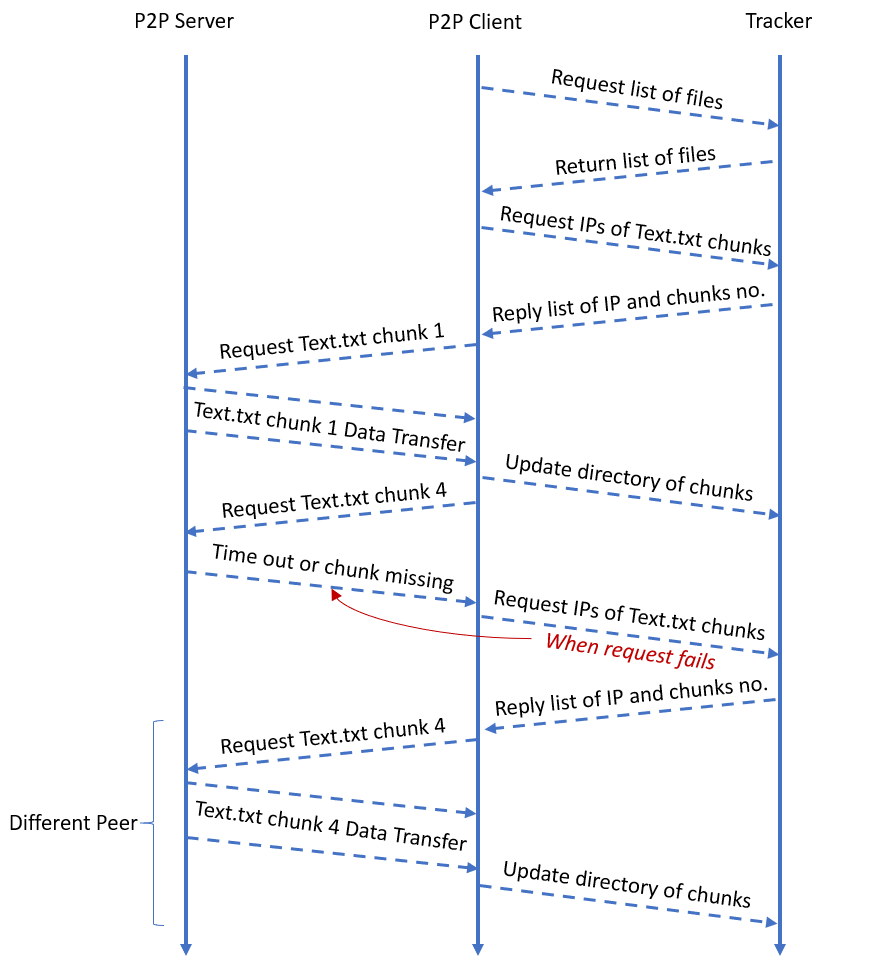 P2P Server
P2P Client
Tracker
Request list of files
Return list of files
Request IPs of Text.txt chunks
Reply list of IP and chunks no.
Request Text.txt chunk 1
Text.txt chunk 1 Data Transfer
Update directory of chunks
Request Text.txt chunk 4
Time out or chunk missing
Request IPs of Text.txt chunks
When request fails
Reply list of IP and chunks no.
Request Text.txt chunk 4
Different Peer
Text.txt chunk 4 Data Transfer
Update directory of chunks